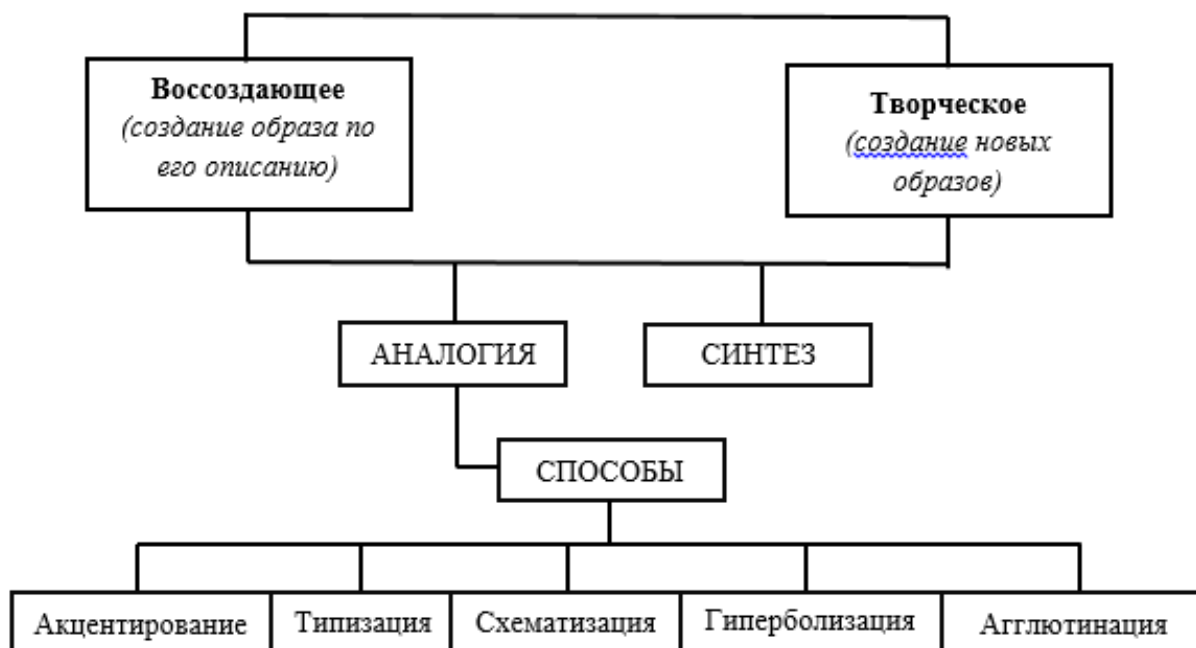 Воссоздающее
(создание образа по
его описанию)
Творческое
(создание новых
образов)
АНАЛОГИЯ
СИНТЕЗ
СПОСОБЫ
Акцентирование
Типизация
Схематизация
Гиперболизация
Агглютинация